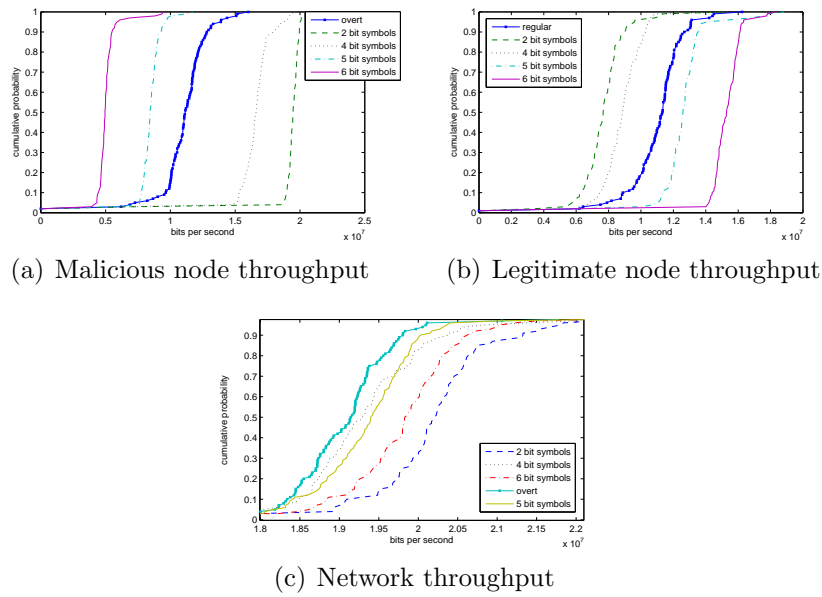 1
0.9
0.8
0.7
0.6
0.5
0.4
0.3
0.2
0.1
0
cumulative probability
overt
2 bit symbols
4 bit symbols
5 bit symbols
6 bit symbols
0 0.5 1 1.5 2 2.5
bits per second
x 10^7
(a) Malicious node throughput
1
0.9
0.8
0.7
0.6
0.5
0.4
0.3
0.2
0.1
0
cumulative probability
regular
2 bit symbols
4 bit symbols
5 bit symbols
6 bit symbols
0 0.2 0.4 0.6 0.8 1 1.2 1.4 1.6 1.8 2
bits per second
x 10^7
(b) Legitimate node throughput
0.9
0.8
0.7
0.6
0.5
0.4
0.3
0.2
0.1
0
cumulative probability
2 bit symbols
4 bit symbols
6 bit symbols
overt
5 bit symbols
1.8 1.85 1.9 1.95 2 2.05 2.1 2.15 2.2
bits per second
x 10^7
(c) Network throughput